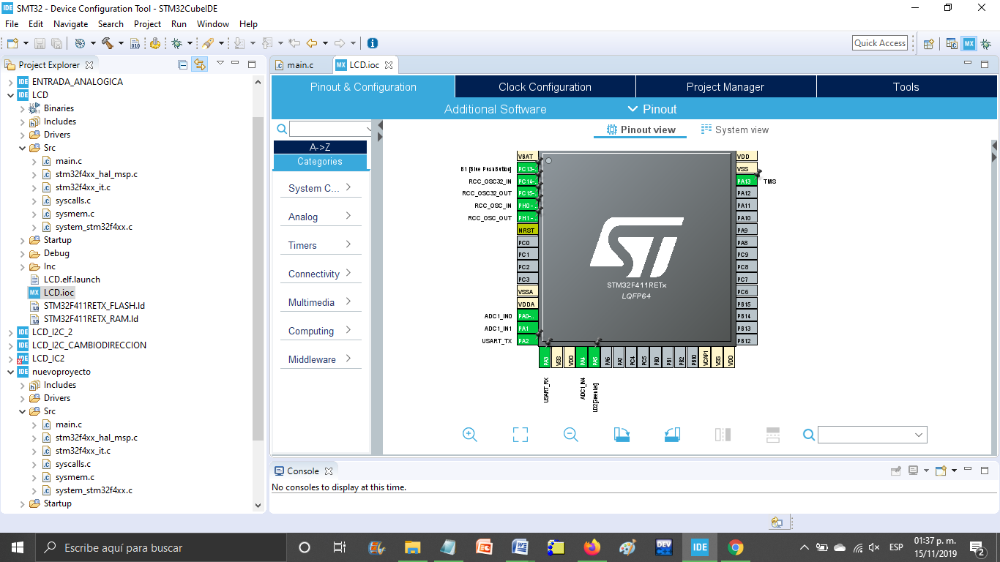 SMT32 - Device Configuration Tool - STM32CubeIDE
File Edit Navigate Search Project Run Window Help
Quick Access
Project Explorer
main.c
LCD.ioc
ENTRADA_ANALOGICA
LCD
Binaries
Includes
Drivers
Src
main.c
stm32f4xx_hal_msp.c
stm32f4xx_it.c
syscalls.c
sysmem.c
system_stm32f4xx.c
Startup
Debug
Inc
LCD.elf.launch
LCD.ioc
STM32F411RETX_FLASH.ld
STM32F411RETX_RAM.ld
LCD_I2C_2
LCD_I2C_CAMBIODIRECCION
LCD_IC2
nuevoproyecto
Includes
Drivers
Src
main.c
stm32f4xx_hal_msp.c
stm32f4xx_it.c
syscalls.c
sysmem.c
system_stm32f4xx.c
Startup
Pinout & Configuration
Clock Configuration
Project Manager
Tools
Additional Software
Pinout
Pinout view
System view
A->Z
Categories
System C...
Analog
Timers
Connectivity
Multimedia
Computing
Middleware
VBAT
B1 [Blue PushButton] PC13-..
RCC_OSC32_IN PC14-..
RCC_OSC32_OUT PC15-..
RCC_OSC_IN PH0-..
RCC_OSC_OUT PH1-..
NRST
PC0
PC1
PC2
PC3
VSSA
VDDA
ADC1_IN0 PA0-..
ADC1_IN1 PA1
USART_TX PA2
STM32F411RETx
LQFP64
VDD
VSS
PA13 TMS
PA12
PA11
PA10
PA9
PA8
PC9
PC8
PC7
PC6
PB15
PB14
PB13
PB12
PA3 VSS VDD PA4 PA5 PA6 PA7 PC4 PC5 PB0 PB1 PB2 PB10 VCAP1 VSS VDD
USART_RX
ADC1_IN4
LD2 [Green Led]
Console
No consoles to display at this time.
Escribe aquí para buscar
DEV
IDE
ESP
01:37 p. m.
15/11/2019
2